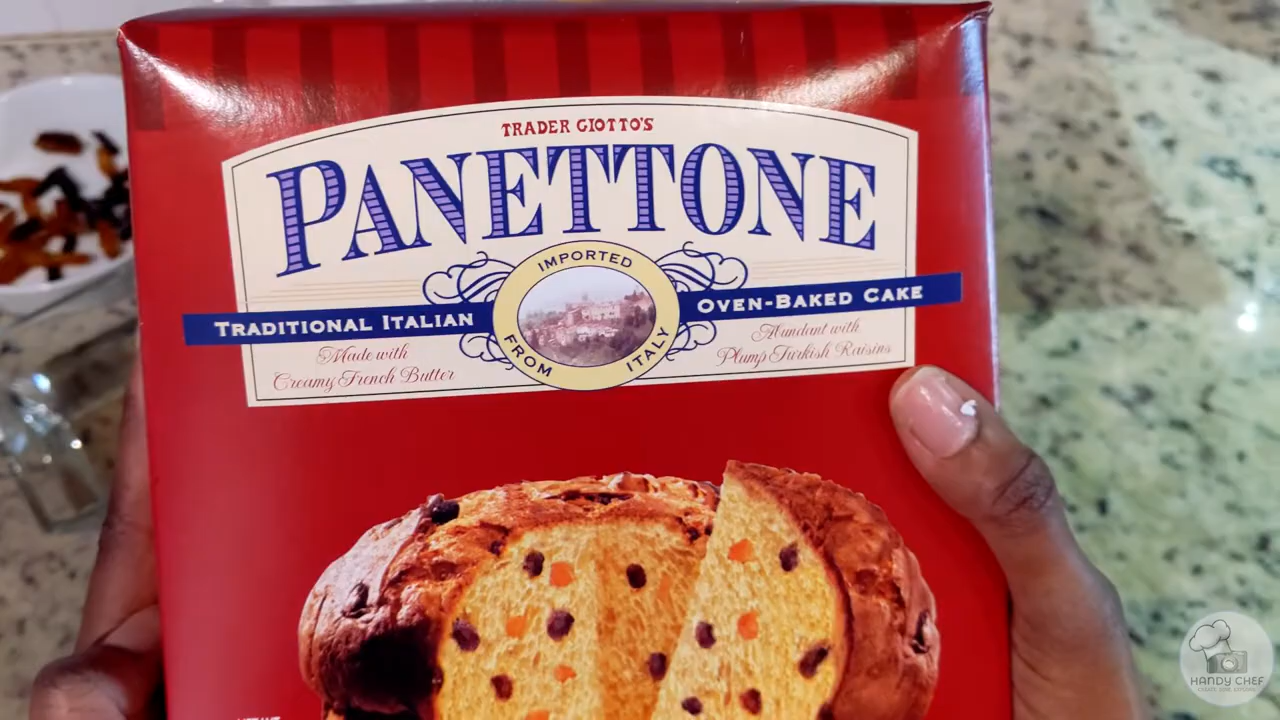 TRADER GIOTTO'S
PANETTONE
IMPORTED
FROM ITALY
TRADITIONAL ITALIAN
OVEN-BAKED CAKE
Made with
Creamy French Butter
Abundant with
Plump Turkish Raisins
HANDY CHEF